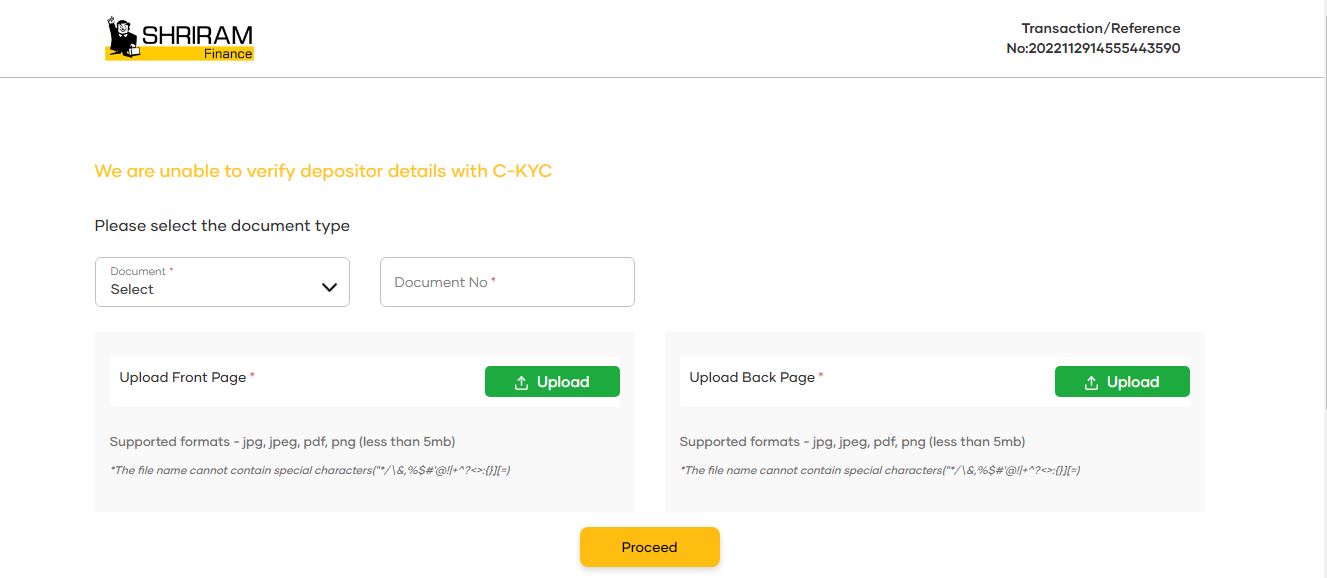 SHRIRAM
Finance
Transaction/Reference
No:2022112914555443590
We are unable to verify depositor details with C-KYC
Please select the document type
Document *
Select
Document No *
Upload Front Page *
Upload
Supported formats - jpg, jpeg, pdf, png (less than 5mb)
*The file name cannot contain special characters("*/\&,%$#'@!|+^?<>:{}][=)
Upload Back Page *
Upload
Supported formats - jpg, jpeg, pdf, png (less than 5mb)
*The file name cannot contain special characters("*/\&,%$#'@!|+^?<>:{}][=)
Proceed